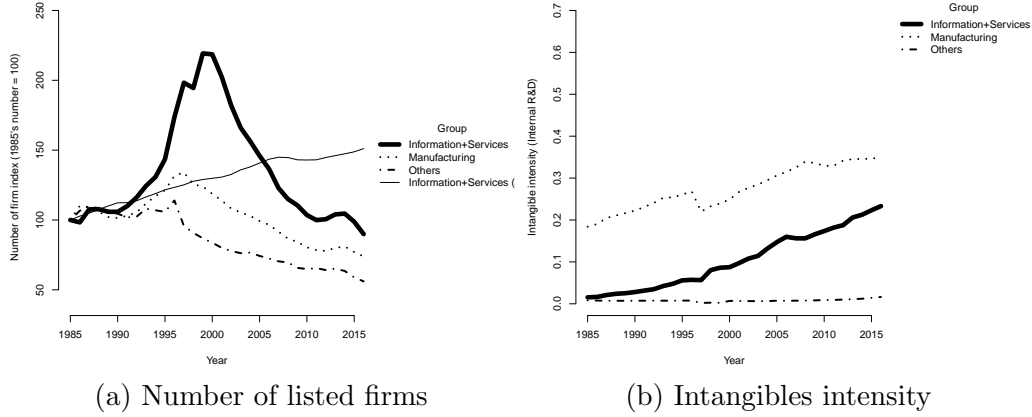 Number of firm index (1985's number = 100)
250
200
150
100
50
1985 1990 1995 2000 2005 2010 2015
Year
Group
Information+Services
Manufacturing
Others
Information+Services (
(a) Number of listed firms
Intangible intensity (Internal R&D)
0.7
0.6
0.5
0.4
0.3
0.2
0.1
0.0
1985 1990 1995 2000 2005 2010 2015
Year
Group
Information+Services
Manufacturing
Others
(b) Intangibles intensity